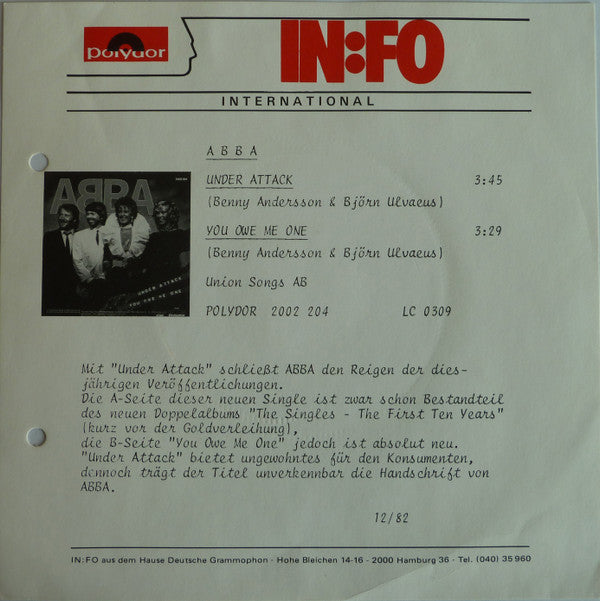 polydor
IN:FO
INTERNATIONAL
ABBA
UNDER ATTACK 3:45
(Benny Andersson & Björn Ulvaeus)
YOU OWE ME ONE 3:29
(Benny Andersson & Björn Ulvaeus)
Union Songs AB
POLYDOR 2002 204 LC 0309
ABBA
UNDER ATTACK
YOU OWE ME ONE
Mit "Under Attack" schließt ABBA den Reigen der dies-
jährigen Veröffentlichungen.
Die A-Seite dieser neuen Single ist zwar schon Bestandteil
des neuen Doppelalbums "The Singles - The First Ten Years"
(kurz vor der Goldverleihung),
die B-Seite "You Owe Me One" jedoch ist absolut neu.
"Under Attack" bietet ungewohntes für den Konsumenten,
dennoch trägt der Titel unverkennbar die Handschrift von
ABBA.
12/82
IN:FO aus dem Hause Deutsche Grammophon · Hohe Bleichen 14-16 · 2000 Hamburg 36 · Tel. (040) 35 960